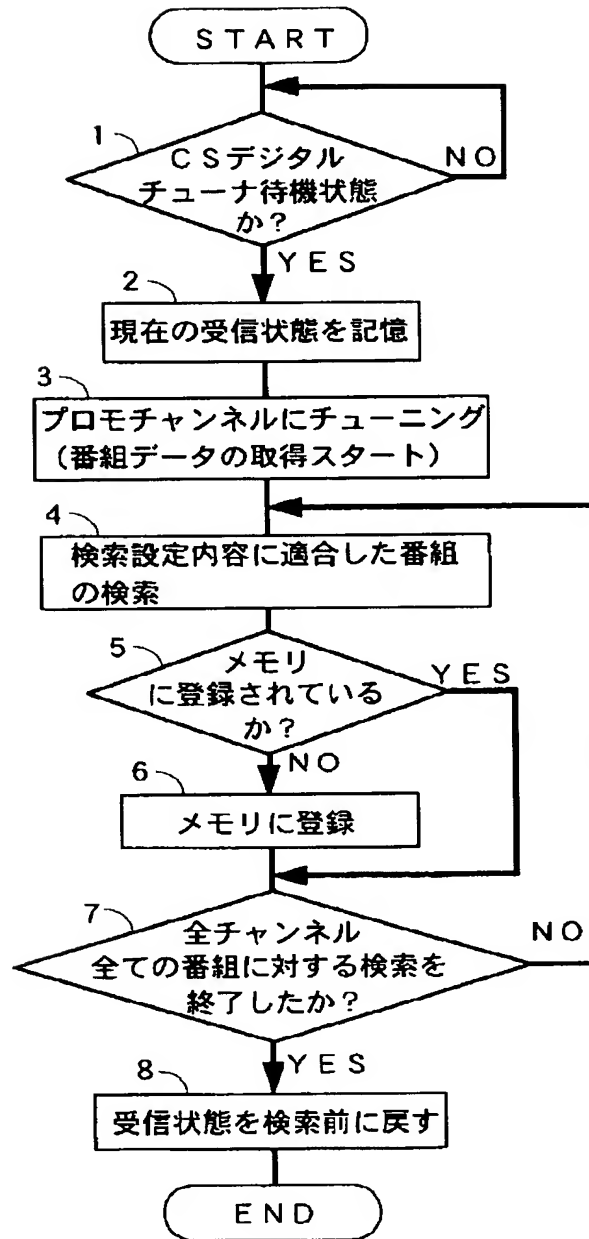 START
1
CSデジタル
チューナ待機状態
か？
NO
YES
2
現在の受信状態を記憶
3
プロモチャンネルにチューニング
（番組データの取得スタート）
4
検索設定内容に適合した番組
の検索
5
メモリ
に登録されている
か？
YES
NO
6
メモリに登録
7
全チャンネル
全ての番組に対する検索を
終了したか？
NO
YES
8
受信状態を検索前に戻す
END